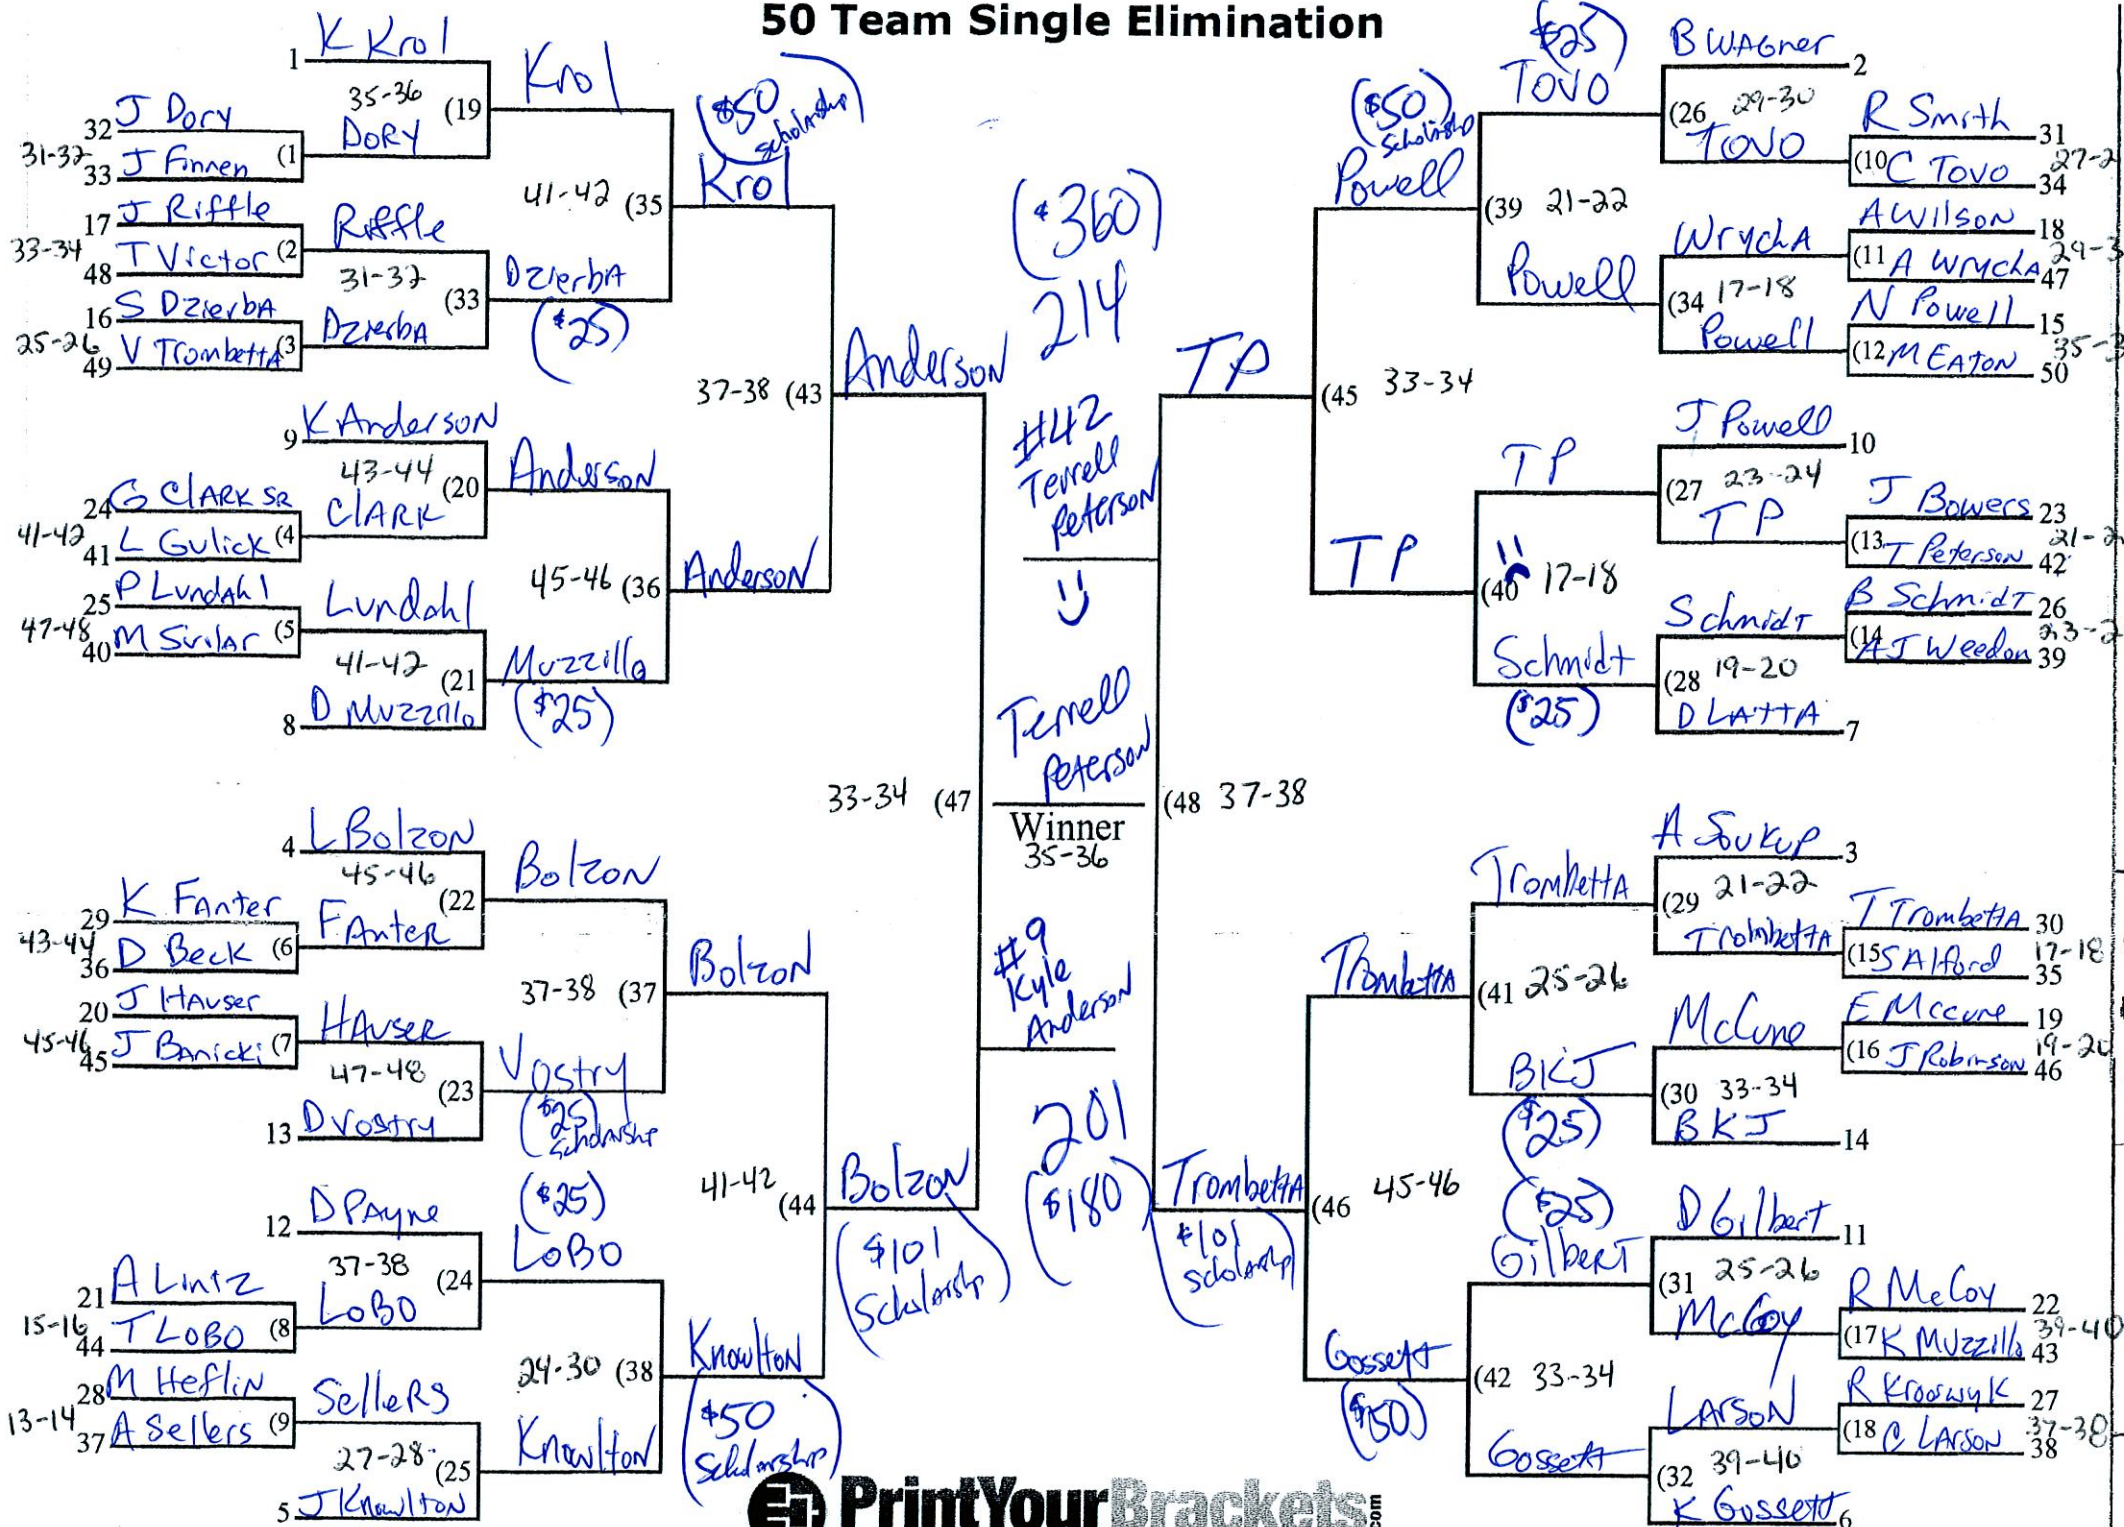 50 Team Single Elimination
1 K Krol
35-36 (19
32 J Dory
31-32 (1
DORY
33 J Finnen
17 J Riffle
33-34 (2
Riffle
48 T Victor
31-32 (33
16 S DzierbA
25-26 (3
DzierbA
49 V TrombettA
Krol
41-42 (35
DzierbA
($25)
($50 Scholarship)
Krol
9 K Anderson
43-44 (20
24 G CLARK SR
41-42 (4
CLARK
41 L Gulick
25 P LundAhl
47-48 (5
Lundahl
40 M Svilar
41-42 (21
8 D Muzzillo
Anderson
45-46 (36
Muzzillo
($25)
Anderson
37-38 (43
Anderson
4 L Bolzon
45-46 (22
29 K FAnter
43-44 (6
FAnter
36 D Beck
20 J HAuser
45-46 (7
HAuser
45 J Banicki
47-48 (23
13 D Vostry
Bolzon
37-38 (37
Vostry
($25 Scholarship)
Bolzon
12 D PAyne
37-38 (24
21 A Lintz
15-16 (8
LoBO
44 T LOBO
28 M Heflin
13-14 (9
SelleRS
37 A Sellers
27-28 (25
5 J Knowlton
($25)
LoBO
24-30 (38
Knowlton
Knowlton
($50 Scholarship)
41-42 (44
Bolzon
($101 Scholarship)
33-34 (47
($360)
214
#42 Terrell Peterson
Terrell Peterson
Winner
35-36
#9 Kyle Anderson
201
($180)
TP
(48 37-38
TrombettA
($101 Scholarship)
($50 Scholarship)
Powell
(45 33-34
TP
TrombettA
(46 45-46
Gossett
($50)
($25)
TOVO
(39 21-22
Powell
TP
(40 17-18
Schmidt
($25)
TrombettA
(41 25-26
BKJ
($25)
($25)
Gilbert
(42 33-34
Gossett
B WAGner 2
(26 29-30
TOVO
R Smith 31
(10 27-2
C Tovo 34
WrychA
A Wilson 18
(11 29-3
A WrychA 47
(34 17-18
Powell
N Powell 15
(12 35-3
M EATON 50
J Powell 10
(27 23-24
TP
J Bowers 23
(13 21-2
T Peterson 42
Schmidt
B Schmidt 26
(14 23-2
AJ Weedon 39
(28 19-20
D LAttA 7
A Soukup 3
(29 21-22
TrombettA
T TrombettA 30
(15 17-18
S Alford 35
McCune
E Mccune 19
(16 19-20
J Robinson 46
(30 33-34
BKJ 14
D Gilbert 11
(31 25-26
McCoy
R McCoy 22
(17 39-40
K Muzzillo 43
LArsoN
R Krooswyk 27
(18 37-38
C LArson 38
(32 39-40
K Gossett 6
PrintYourBrackets.com